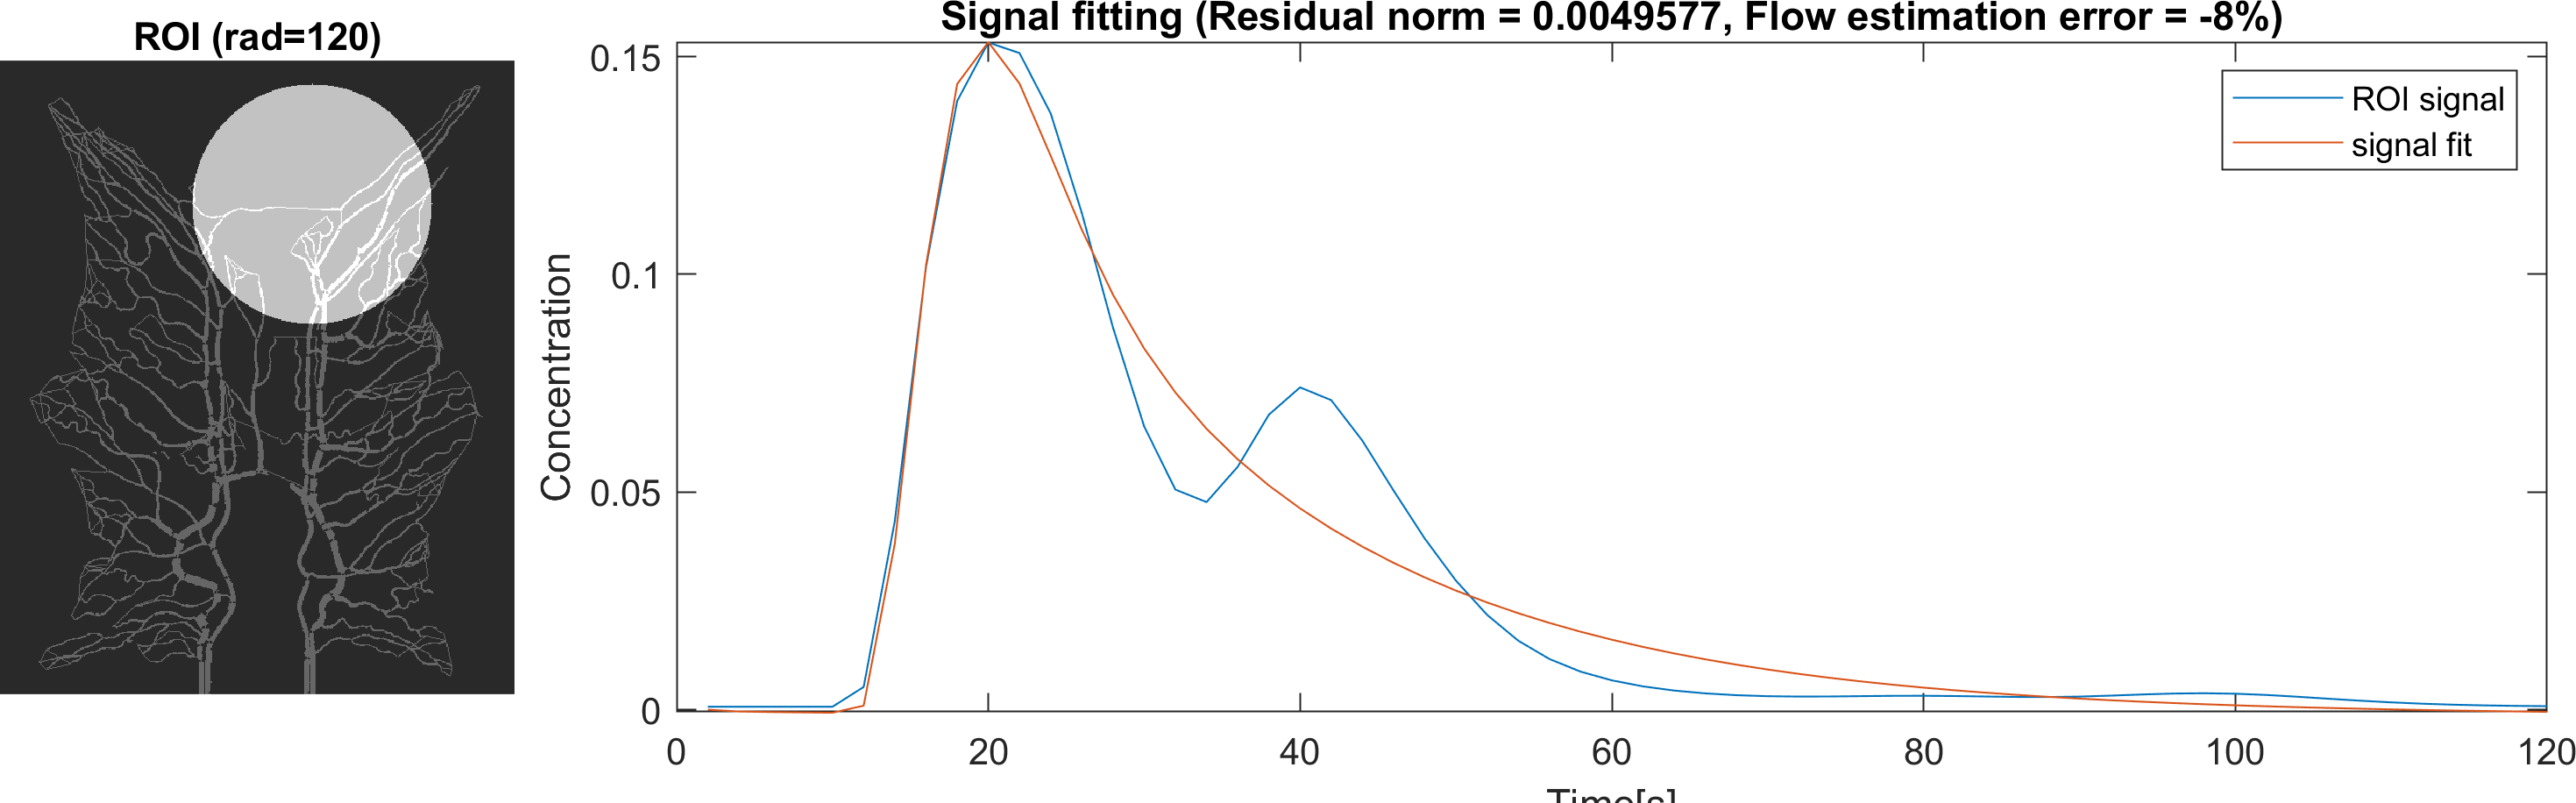 ROI (rad=120)
Signal fitting (Residual norm = 0.0049577, Flow estimation error = -8%)
0.15
0.1
0.05
0
Concentration
ROI signal
signal fit
0 20 40 60 80 100 120
Time[s]